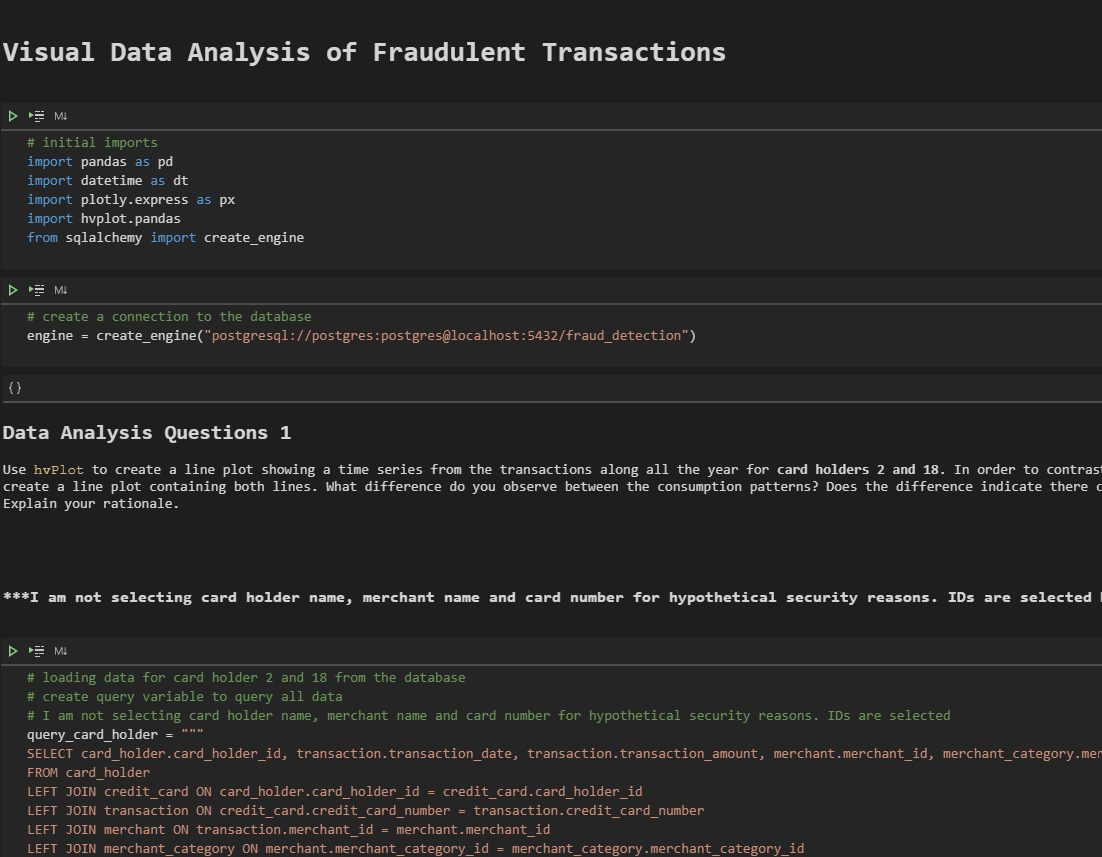 Visual Data Analysis of Fraudulent Transactions
M↓
# initial imports
import pandas as pd
import datetime as dt
import plotly.express as px
import hvplot.pandas
from sqlalchemy import create_engine
M↓
# create a connection to the database
engine = create_engine("postgresql://postgres:postgres@localhost:5432/fraud_detection")
{}
Data Analysis Questions 1
Use hvPlot to create a line plot showing a time series from the transactions along all the year for card holders 2 and 18. In order to contrast
create a line plot containing both lines. What difference do you observe between the consumption patterns? Does the difference indicate there
Explain your rationale.
***I am not selecting card holder name, merchant name and card number for hypothetical security reasons. IDs are selected
M↓
# loading data for card holder 2 and 18 from the database
# create query variable to query all data
# I am not selecting card holder name, merchant name and card number for hypothetical security reasons. IDs are selected
query_card_holder = """
SELECT card_holder.card_holder_id, transaction.transaction_date, transaction.transaction_amount, merchant.merchant_id, merchant_category.mer
FROM card_holder
LEFT JOIN credit_card ON card_holder.card_holder_id = credit_card.card_holder_id
LEFT JOIN transaction ON credit_card.credit_card_number = transaction.credit_card_number
LEFT JOIN merchant ON transaction.merchant_id = merchant.merchant_id
LEFT JOIN merchant_category ON merchant.merchant_category_id = merchant_category.merchant_category_id